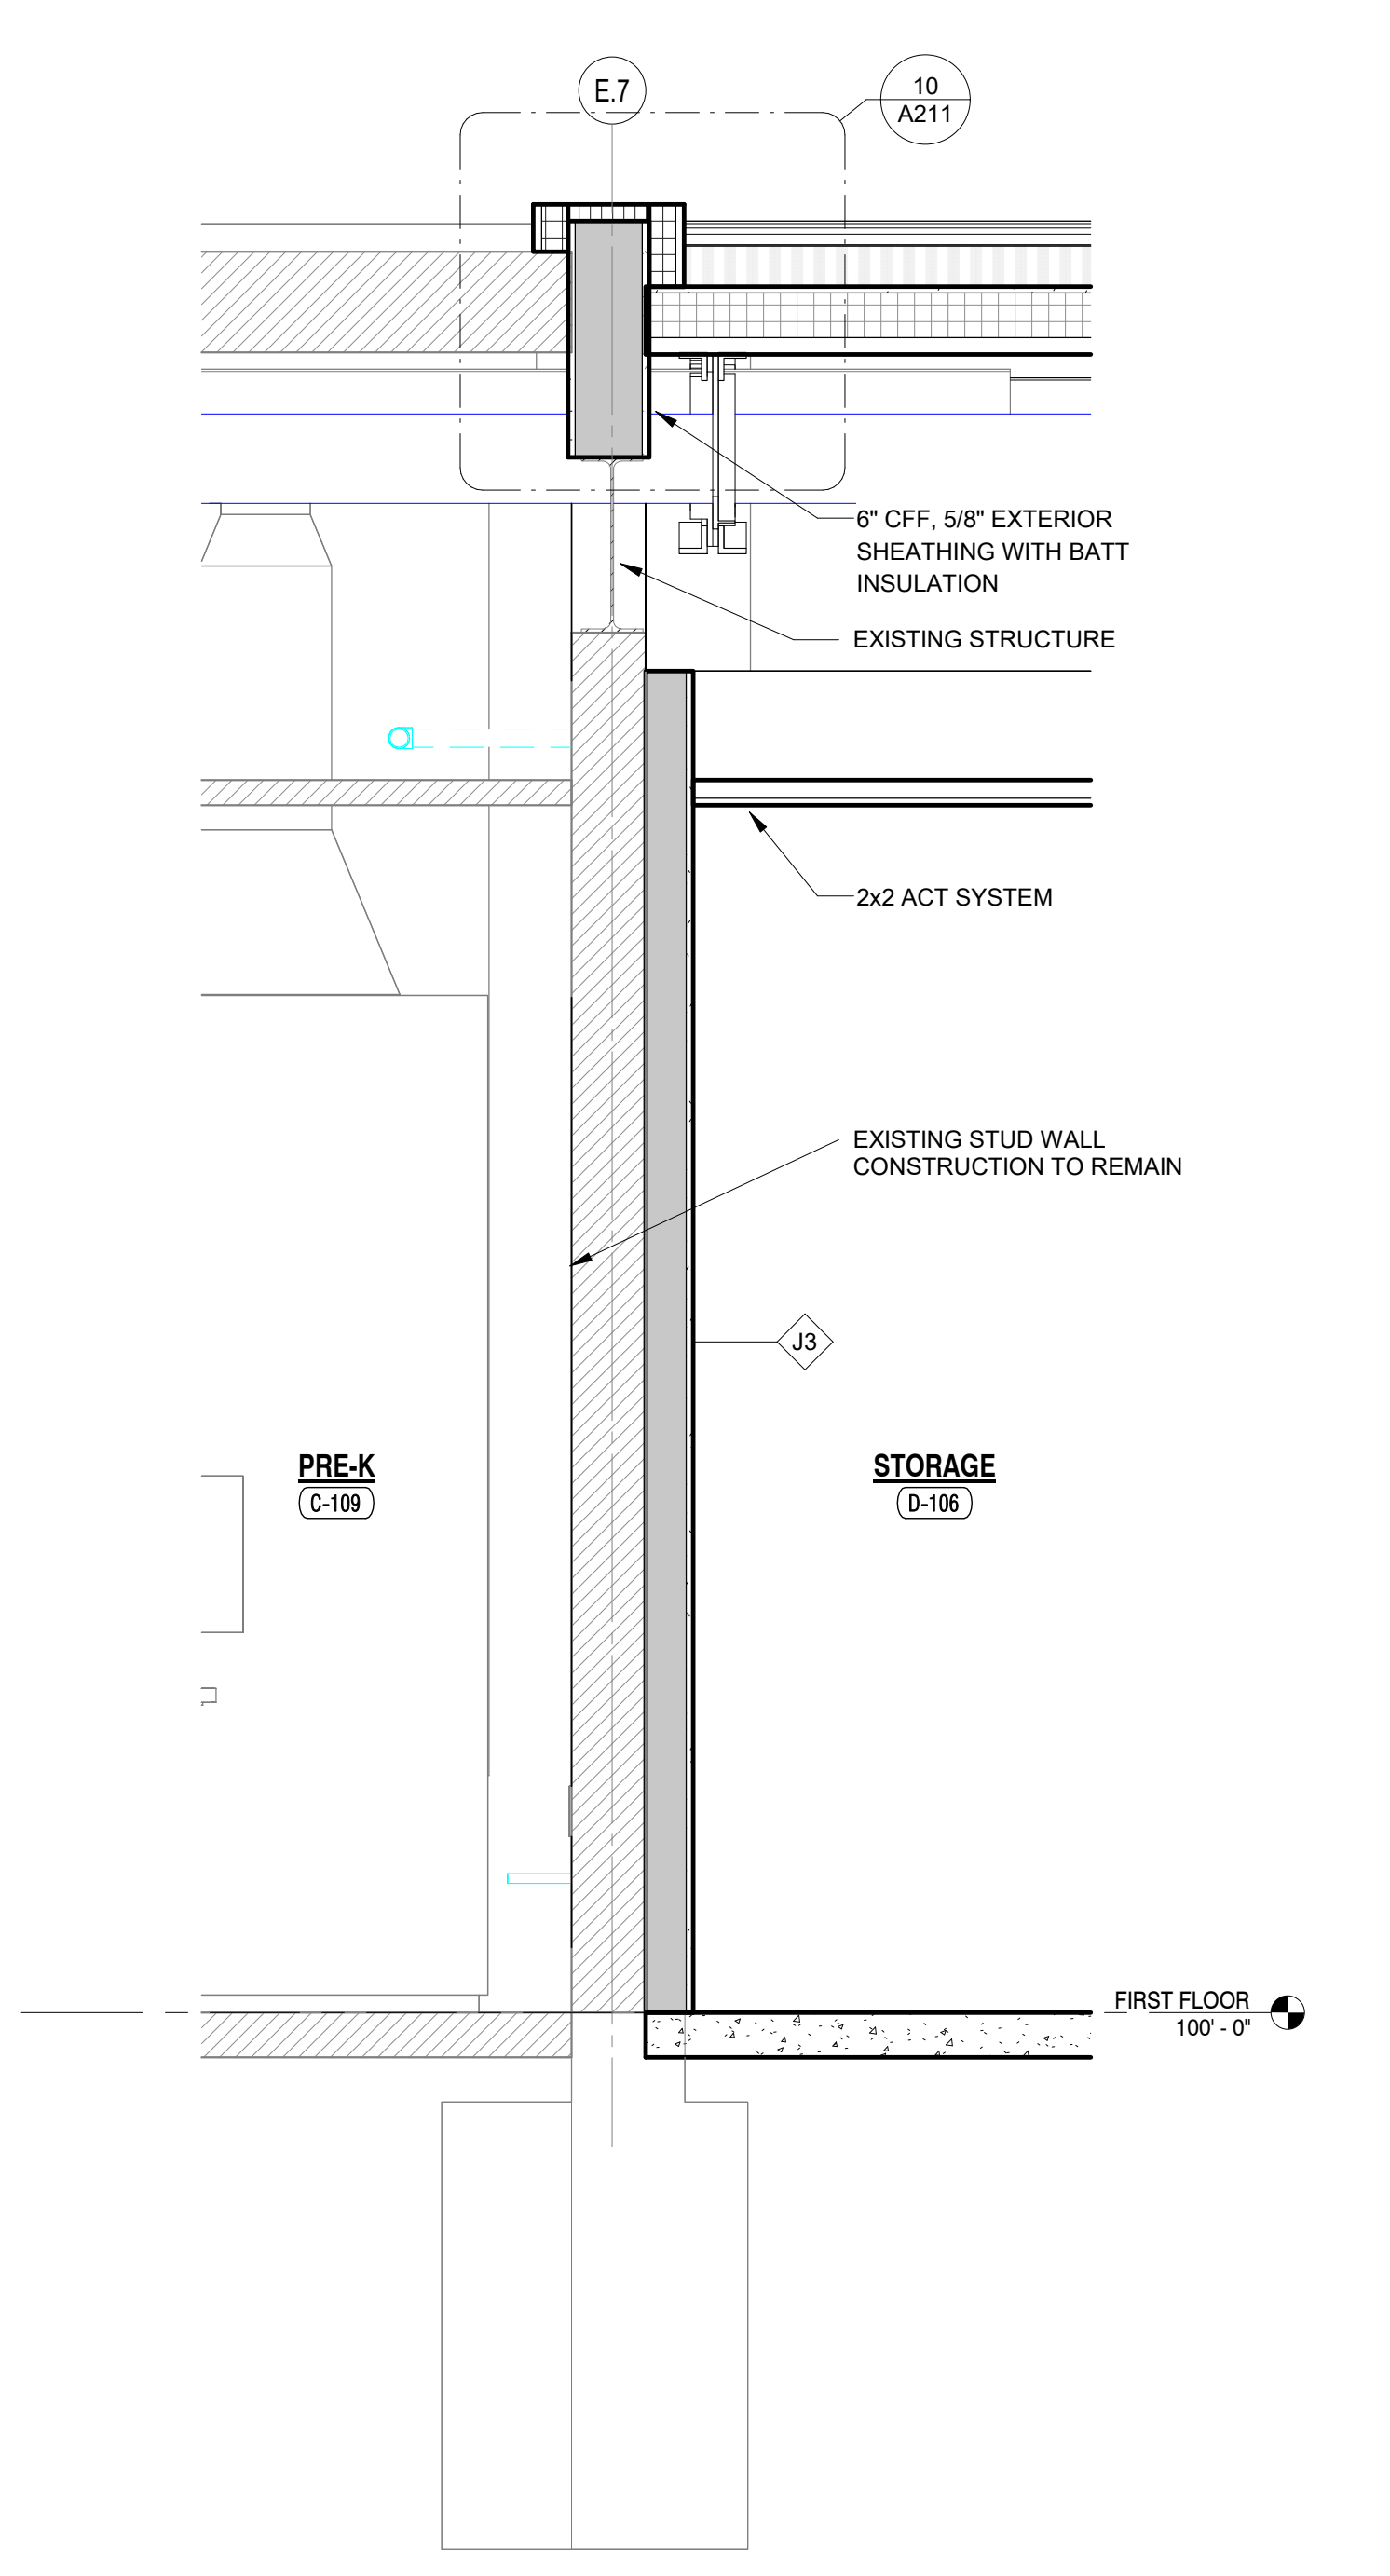 E.7
10
A211
6" CFF, 5/8" EXTERIOR
SHEATHING WITH BATT
INSULATION
EXISTING STRUCTURE
2x2 ACT SYSTEM
EXISTING STUD WALL
CONSTRUCTION TO REMAIN
J3
PRE-K
C-109
STORAGE
D-106
FIRST FLOOR
100' - 0"